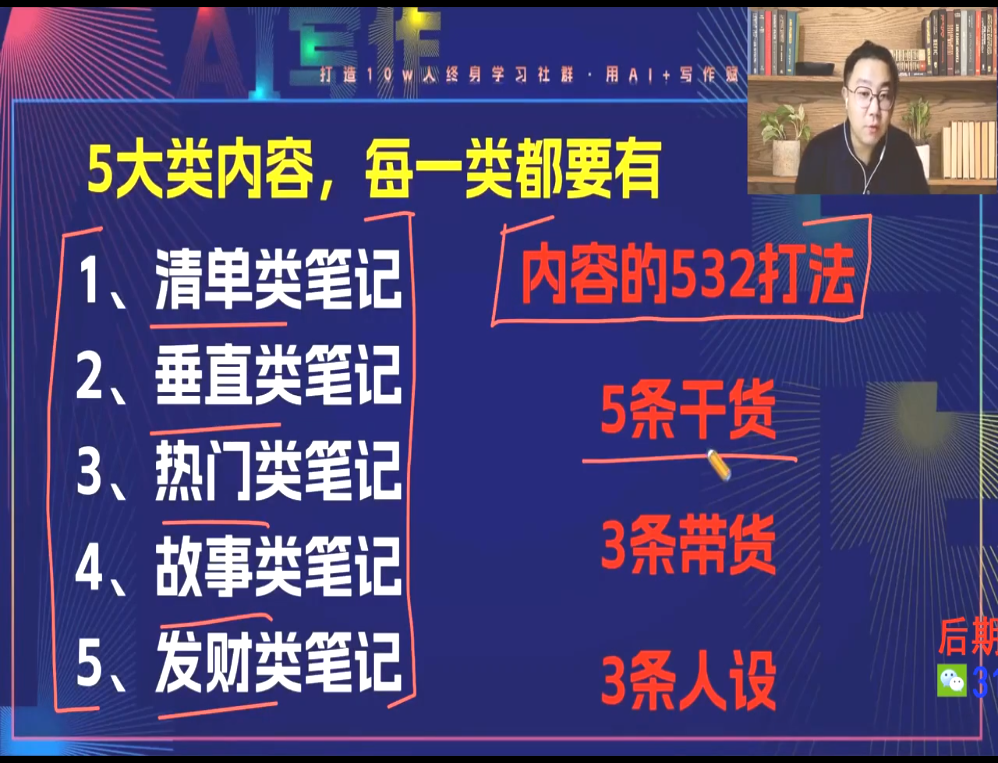 AI写作
打造10w人终身学习社群·用AI+写作赋
5大类内容，每一类都要有
1、清单类笔记
2、垂直类笔记
3、热门类笔记
4、故事类笔记
5、发财类笔记
内容的532打法
5条干货
3条带货
3条人设
后期
3